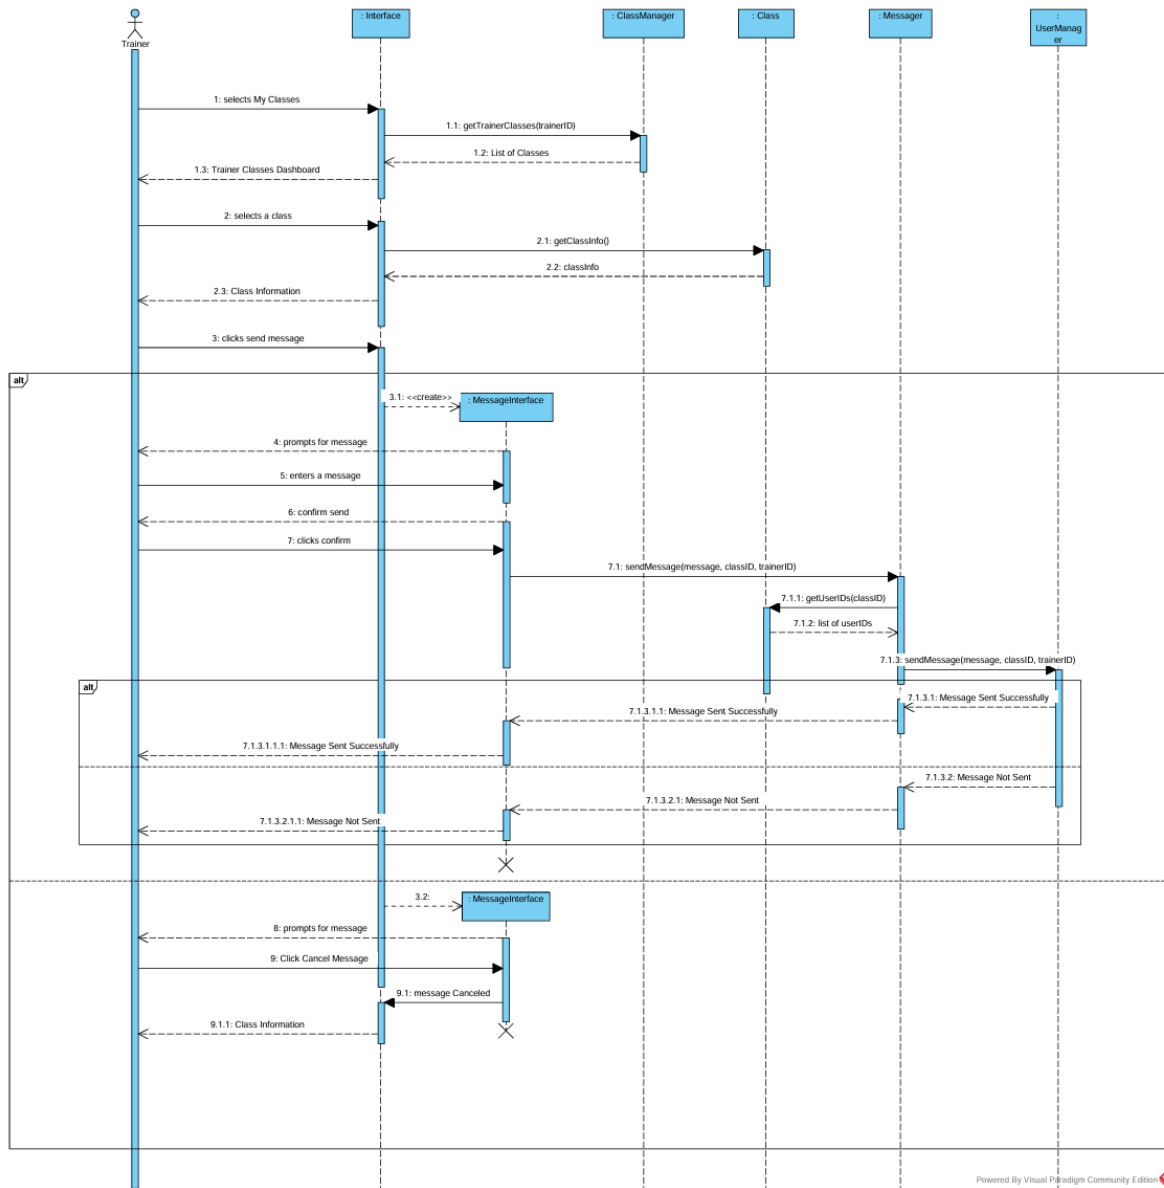 : Interface
: ClassManager
: Class
: Messager
:
UserManag
er
Trainer
1: selects My Classes
1.1: getTrainerClasses(trainerID)
1.2: List of Classes
1.3: Trainer Classes Dashboard
2: selects a class
2.1: getClassInfo()
2.2: classInfo
2.3: Class Information
3: clicks send message
alt
3.1: <<create>>
: MessageInterface
4: prompts for message
5: enters a message
6: confirm send
7: clicks confirm
7.1: sendMessage(message, classID, trainerID)
7.1.1: getUserIDs(classID)
7.1.2: list of userIDs
7.1.3: sendMessage(message, classID, trainerID)
alt
7.1.3.1: Message Sent Successfully
7.1.3.1.1: Message Sent Successfully
7.1.3.1.1.1: Message Sent Successfully
7.1.3.2: Message Not Sent
7.1.3.2.1: Message Not Sent
7.1.3.2.1.1: Message Not Sent
3.2:
: MessageInterface
8: prompts for message
9: Click Cancel Message
9.1: message Canceled
9.1.1: Class Information
Powered By Visual Paradigm Community Edition